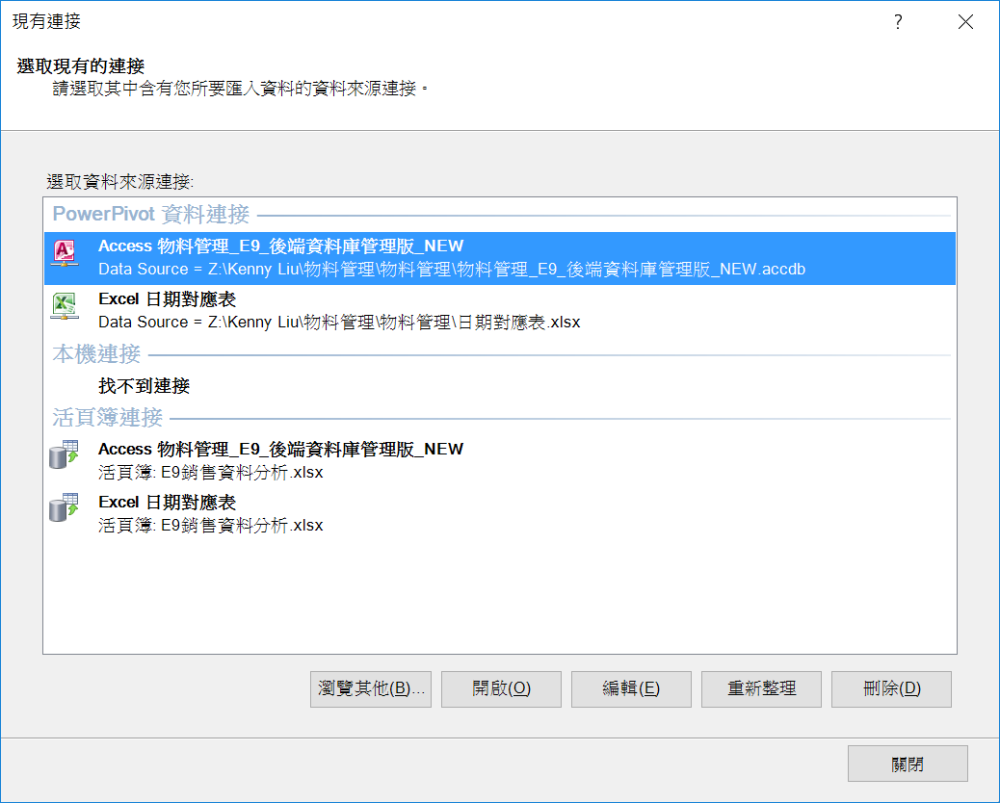 現有連接
?
選取現有的連接
請選取其中含有您所要匯入資料的資料來源連接。
選取資料來源連接:
PowerPivot 資料連接
Access 物料管理_E9_後端資料庫管理版_NEW
Data Source = Z:\Kenny Liu\物料管理\物料管理\物料管理_E9_後端資料庫管理版_NEW.accdb
Excel 日期對應表
Data Source = Z:\Kenny Liu\物料管理\物料管理\日期對應表.xlsx
本機連接
找不到連接
活頁簿連接
Access 物料管理_E9_後端資料庫管理版_NEW
活頁簿: E9銷售資料分析.xlsx
Excel 日期對應表
活頁簿: E9銷售資料分析.xlsx
瀏覽其他(B)... 開啟(O) 編輯(E) 重新整理 刪除(D)
關閉